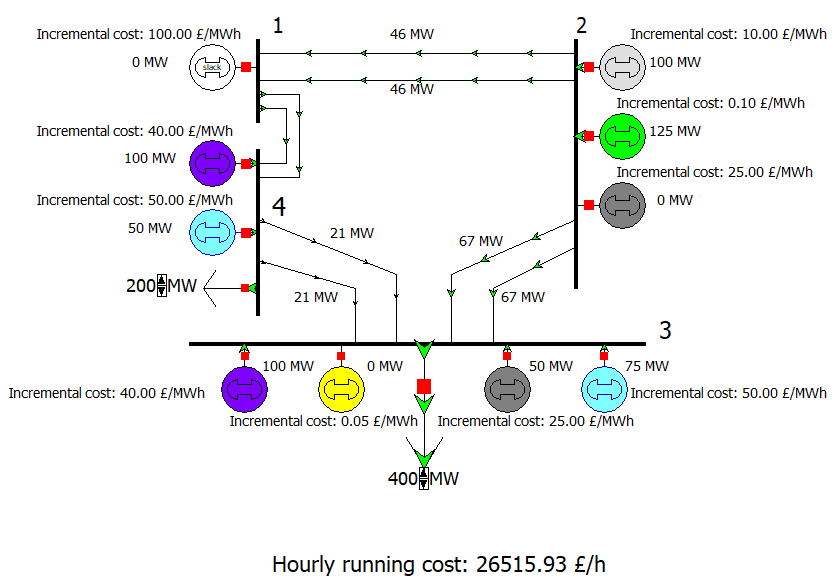 1
2
Incremental cost: 100.00 £/MWh
46 MW
Incremental cost: 10.00 £/MWh
0 MW
slack
100 MW
46 MW
Incremental cost: 0.10 £/MWh
Incremental cost: 40.00 £/MWh
125 MW
100 MW
Incremental cost: 25.00 £/MWh
Incremental cost: 50.00 £/MWh
0 MW
4
50 MW
21 MW
67 MW
200 MW
21 MW
67 MW
3
100 MW
0 MW
50 MW
75 MW
Incremental cost: 40.00 £/MWh
Incremental cost: 50.00 £/MWh
Incremental cost: 0.05 £/MWh
Incremental cost: 25.00 £/MWh
400 MW
Hourly running cost: 26515.93 £/h